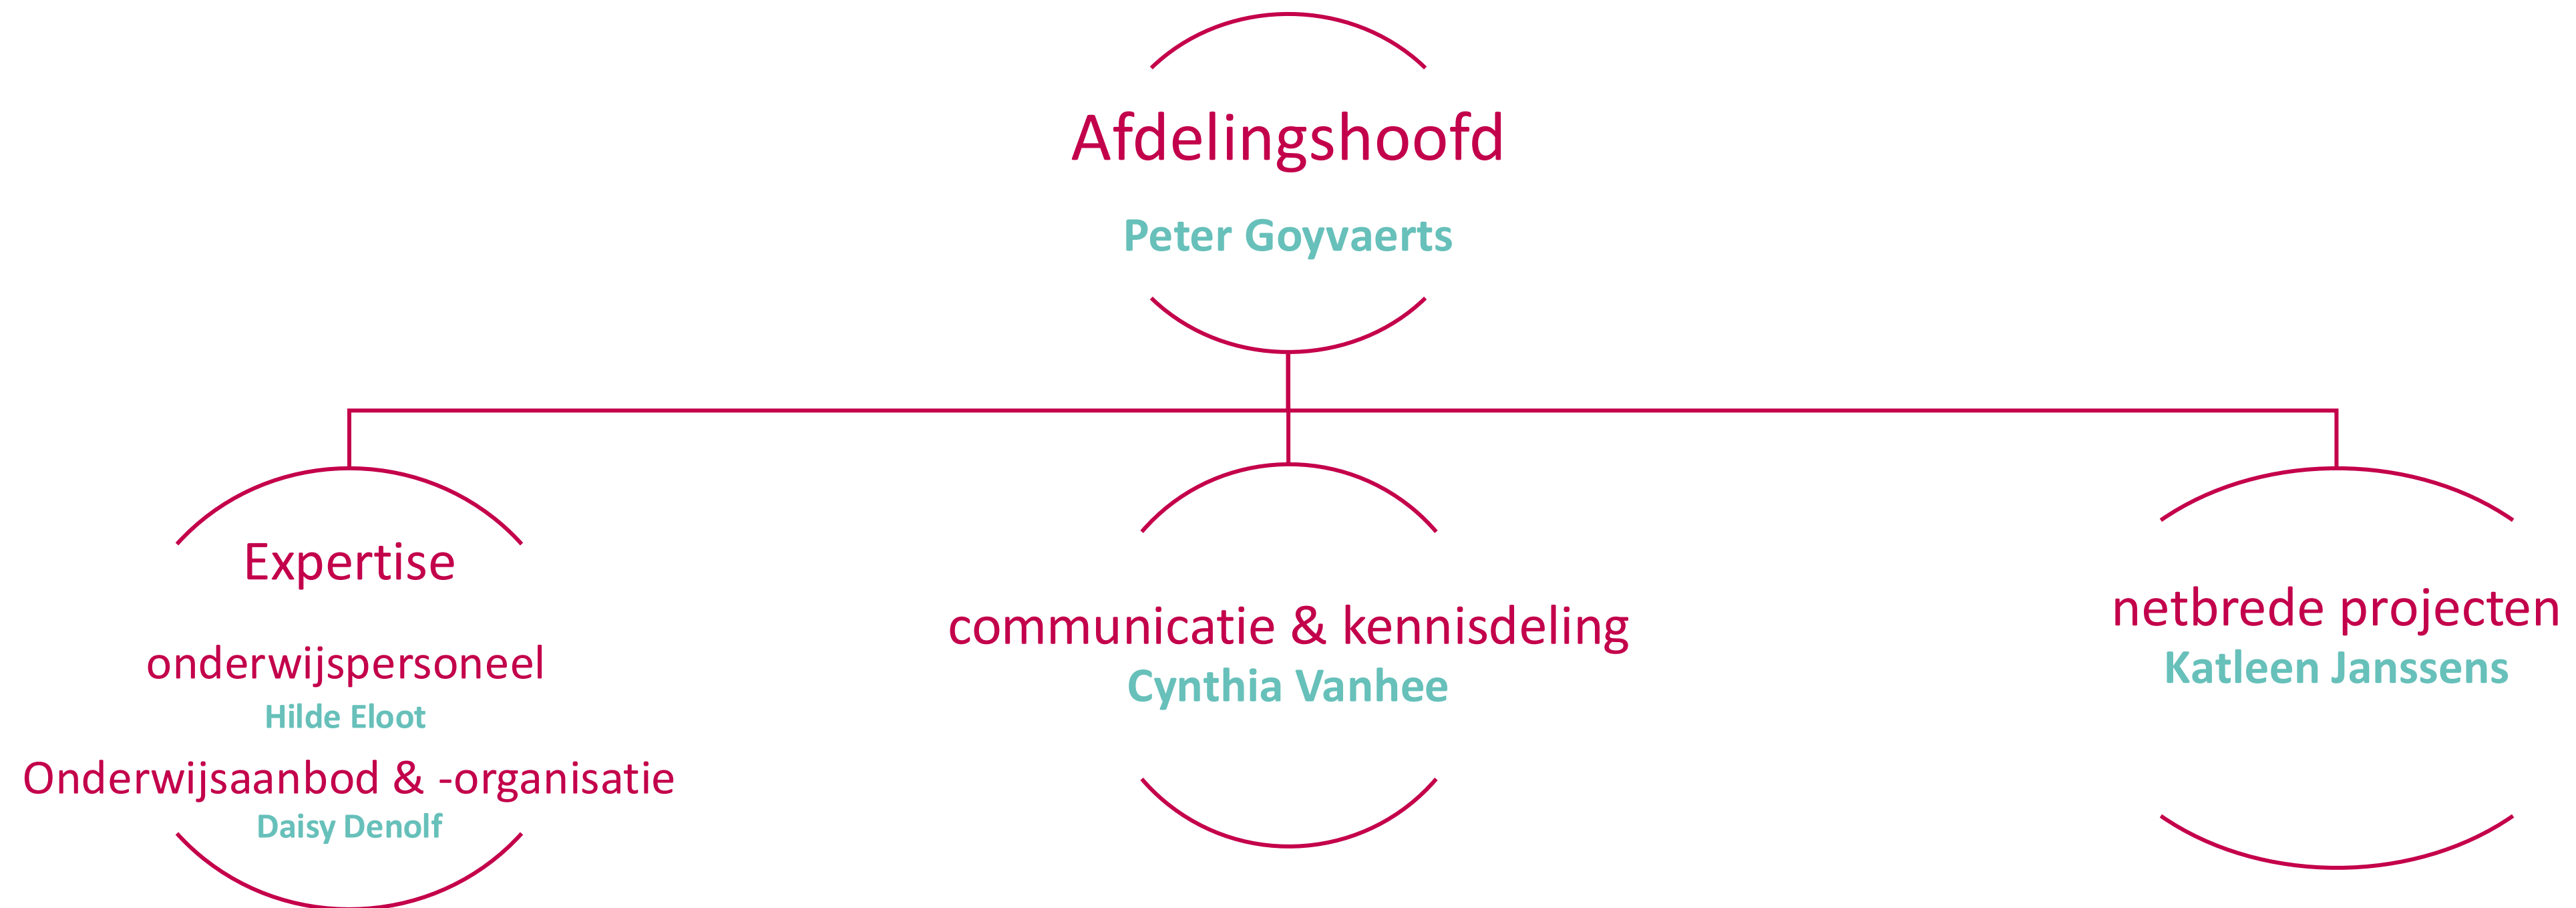 Afdelingshoofd
Peter Goyvaerts
Expertise
onderwijspersoneel
Hilde Eloot
Onderwijsaanbod & -organisatie
Daisy Denolf
communicatie & kennisdeling
Cynthia Vanhee
netbrede projecten
Katleen Janssens